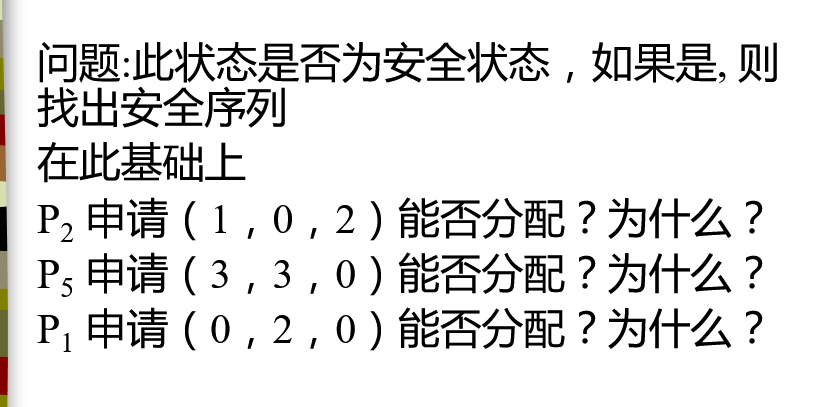 问题:此状态是否为安全状态，如果是, 则
找出安全序列
在此基础上
P₂ 申请（1，0，2）能否分配？为什么？
P₅ 申请（3，3，0）能否分配？为什么？
P₁ 申请（0，2，0）能否分配？为什么？